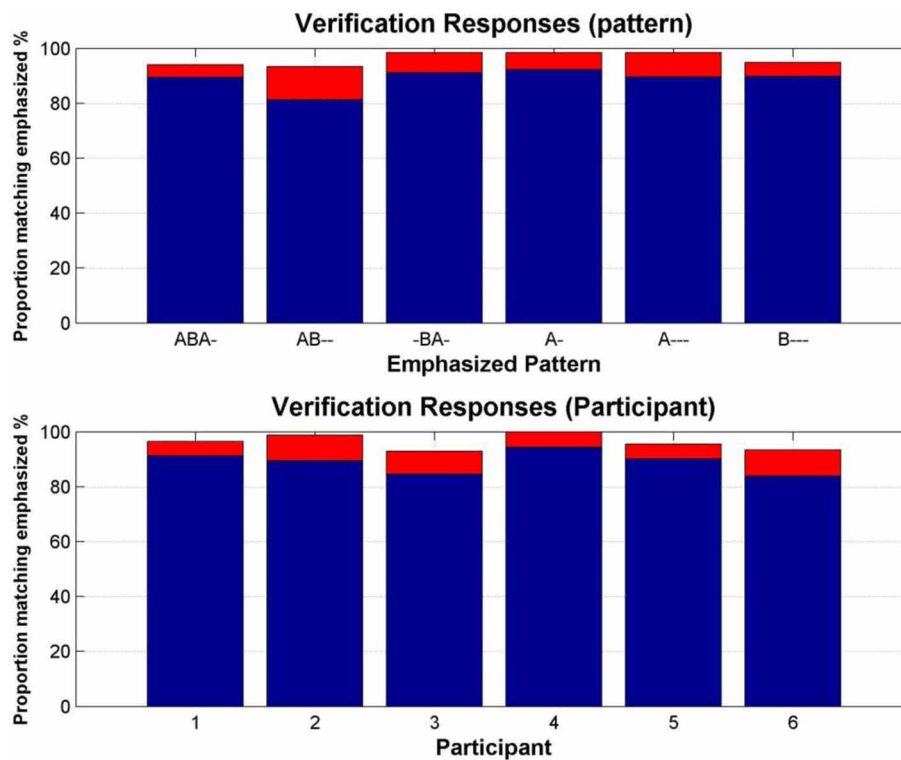 Verification Responses (pattern)
Proportion matching emphasized %
100
80
60
40
20
0
ABA-
AB--
-BA-
A-
A---
B---
Emphasized Pattern
Verification Responses (Participant)
Proportion matching emphasized %
100
80
60
40
20
0
1
2
3
4
5
6
Participant